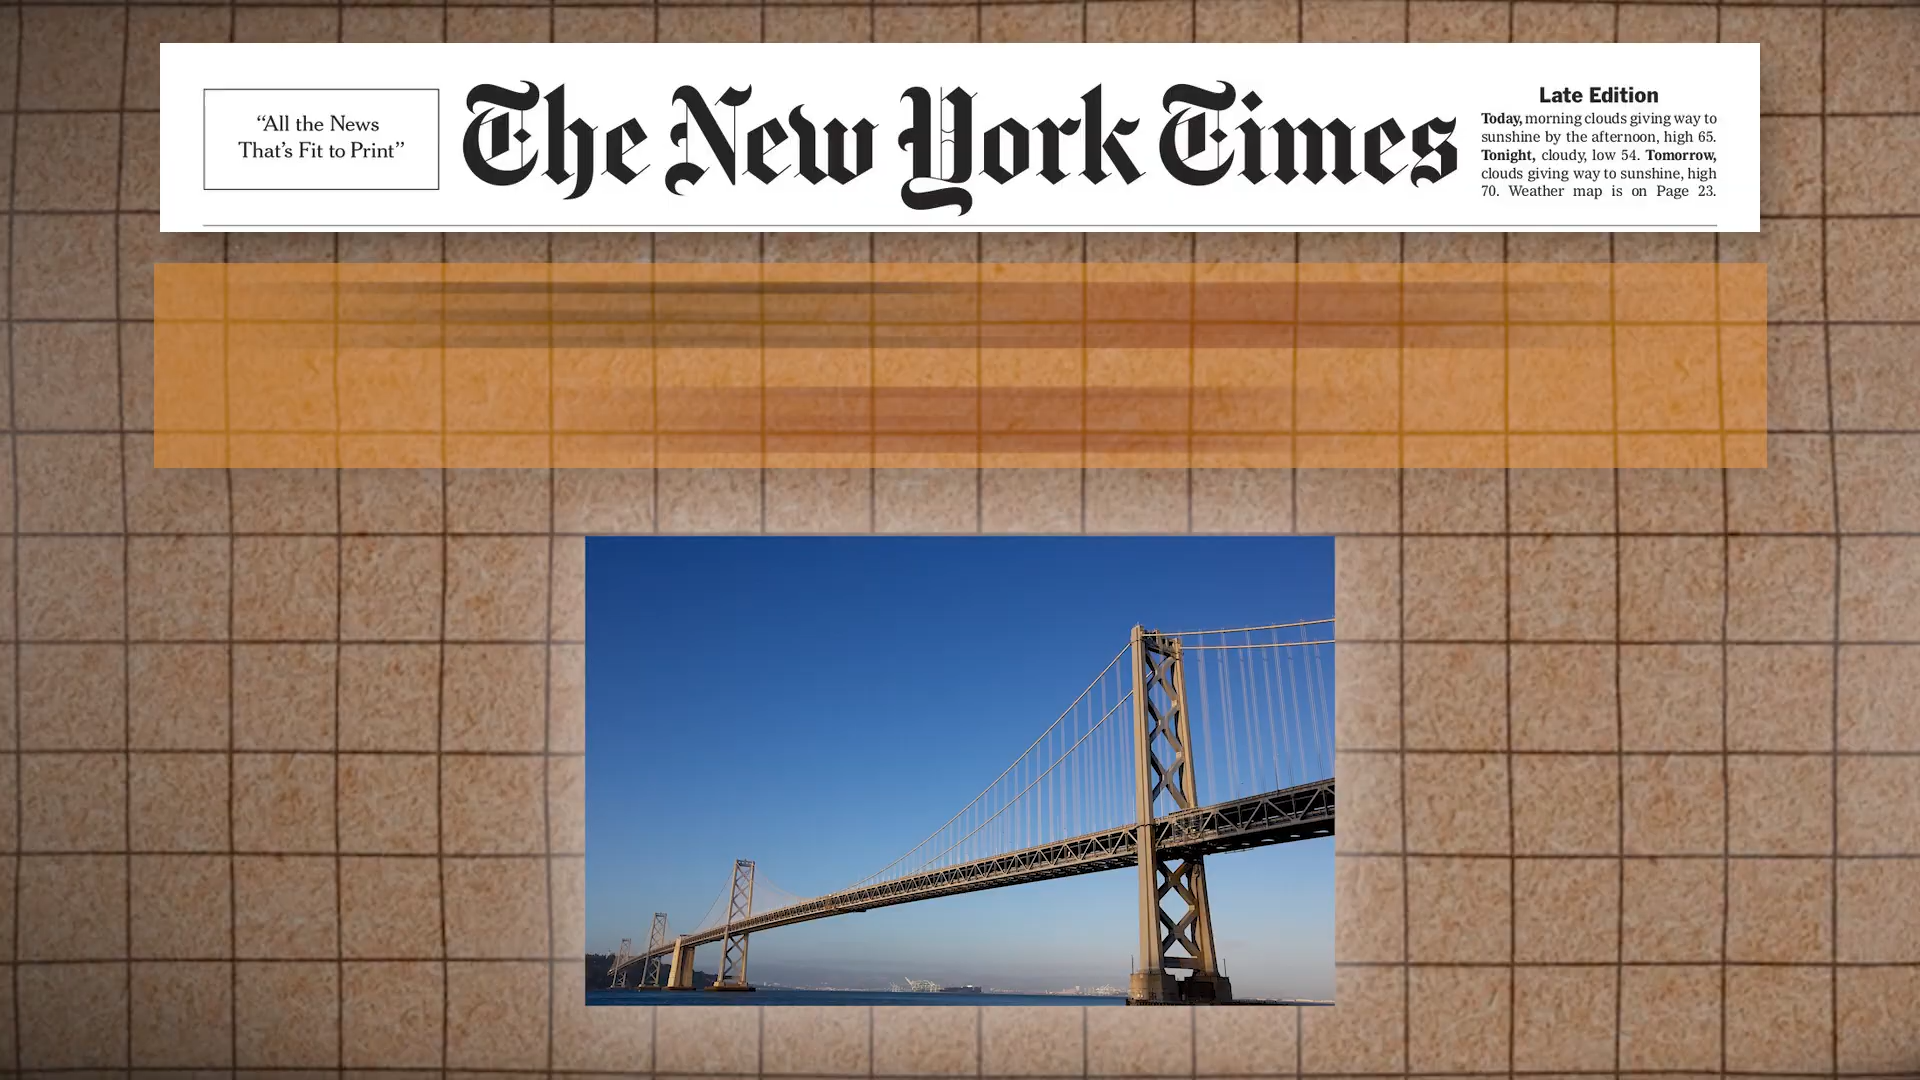 “All the News
That’s Fit to Print”
The New York Times
Late Edition
Today, morning clouds giving way to
sunshine by the afternoon, high 65.
Tonight, cloudy, low 54. Tomorrow,
clouds giving way to sunshine, high
70. Weather map is on Page 23.